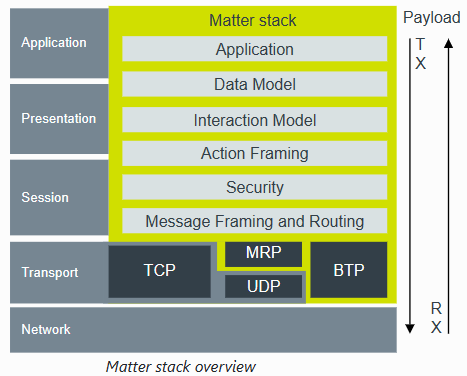 Matter stack
Payload
Application
Application
T
X
Data Model
Presentation
Interaction Model
Action Framing
Session
Security
Message Framing and Routing
Transport
TCP
MRP
UDP
BTP
Network
R
X
Matter stack overview